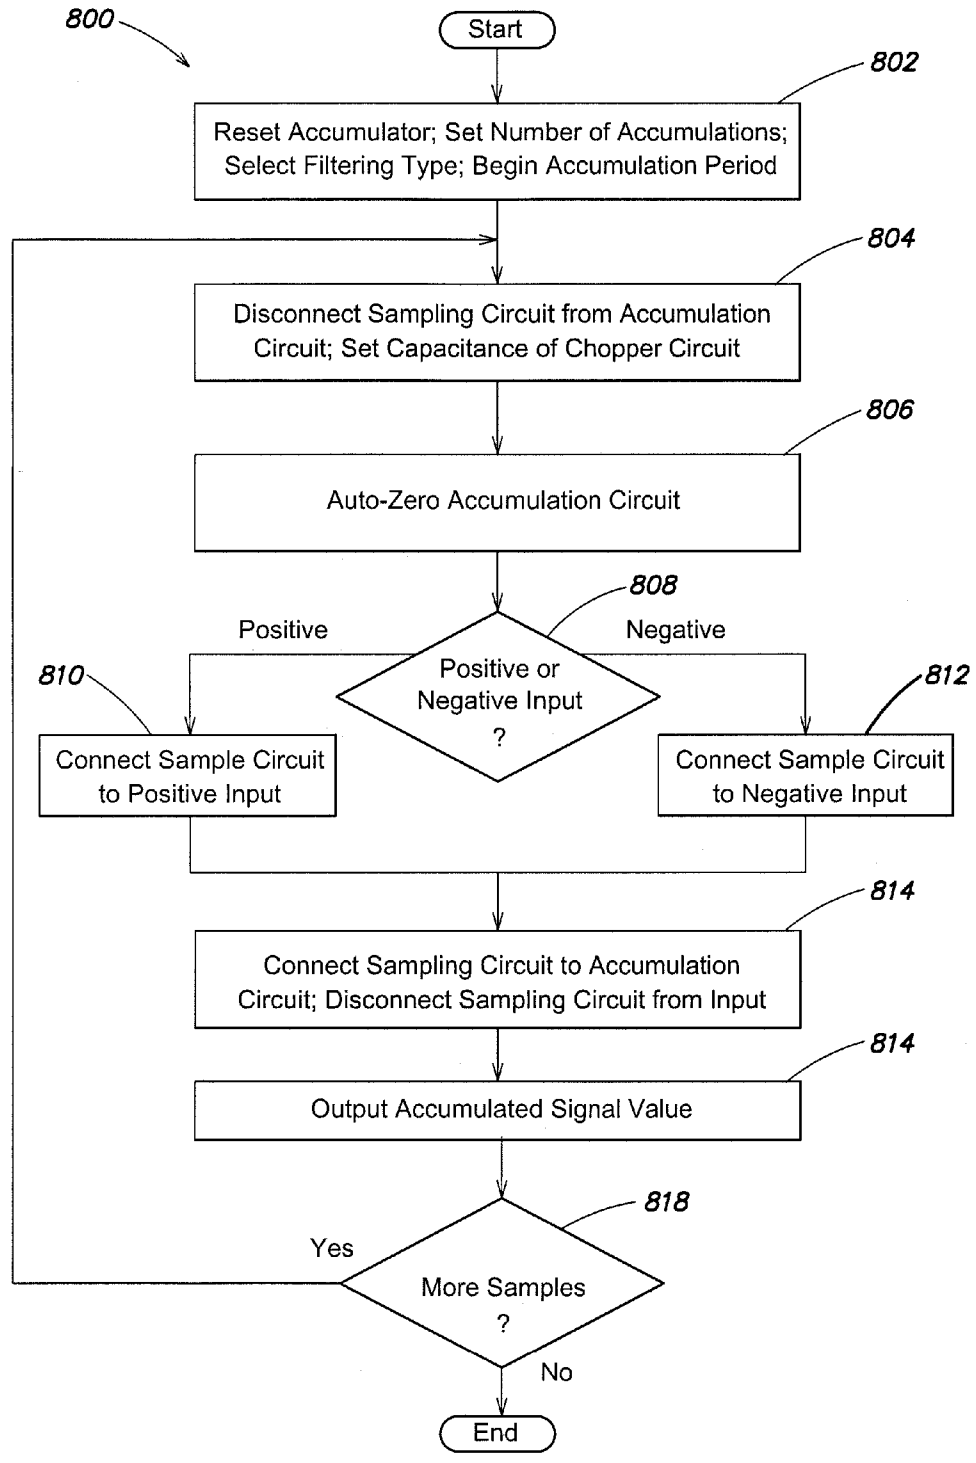 800
Start
802
Reset Accumulator; Set Number of Accumulations;
Select Filtering Type; Begin Accumulation Period
804
Disconnect Sampling Circuit from Accumulation
Circuit; Set Capacitance of Chopper Circuit
806
Auto-Zero Accumulation Circuit
808
Positive
Negative
Positive or
Negative Input
?
810
812
Connect Sample Circuit
to Positive Input
Connect Sample Circuit
to Negative Input
814
Connect Sampling Circuit to Accumulation
Circuit; Disconnect Sampling Circuit from Input
814
Output Accumulated Signal Value
818
Yes
More Samples
?
No
End